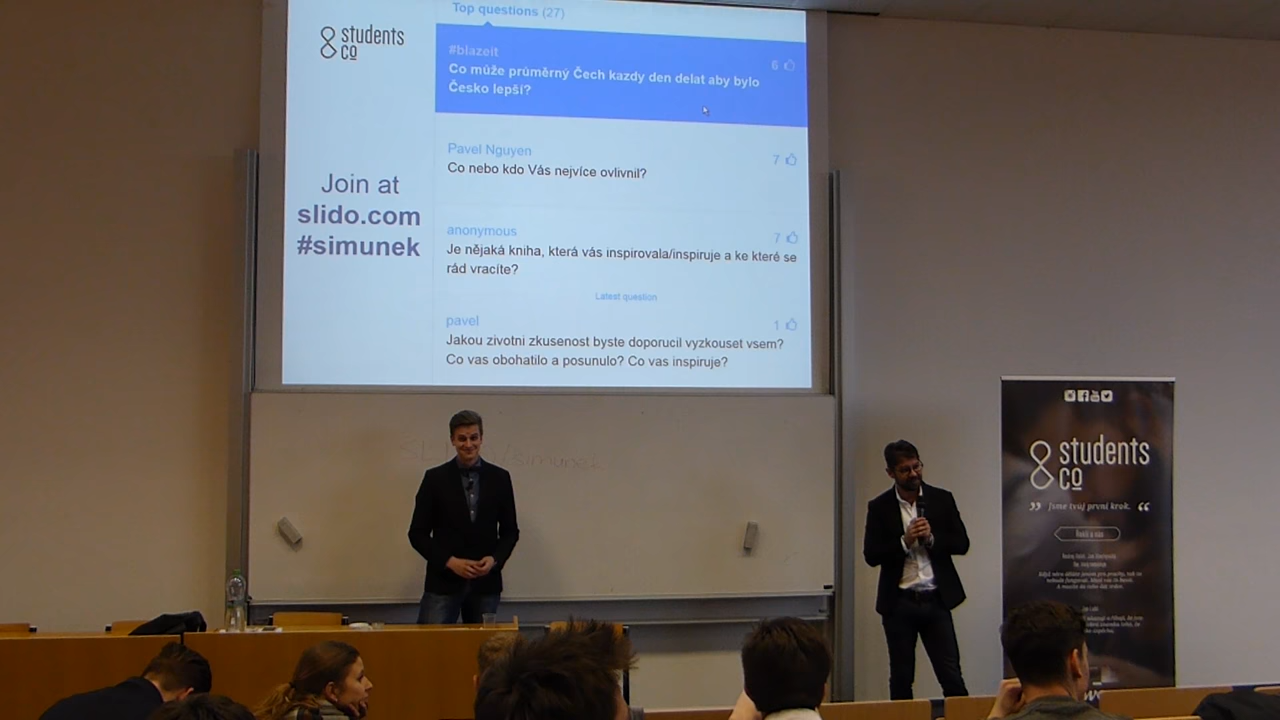 students
co
Join at
slido.com
#simunek
Top questions (27)
#blazeit
6
Co může průměrný Čech kazdy den delat aby bylo
Česko lepší?
Pavel Nguyen
7
Co nebo kdo Vás nejvíce ovlivnil?
anonymous
7
Je nějaká kniha, která vás inspirovala/inspiruje a ke které se
rád vracíte?
Latest question
pavel
1
Jakou zivotni zkusenost byste doporucil vyzkouset vsem?
Co vas obohatilo a posunulo? Co vas inspiruje?
simunek
students
co
jsme tvůj první krok.